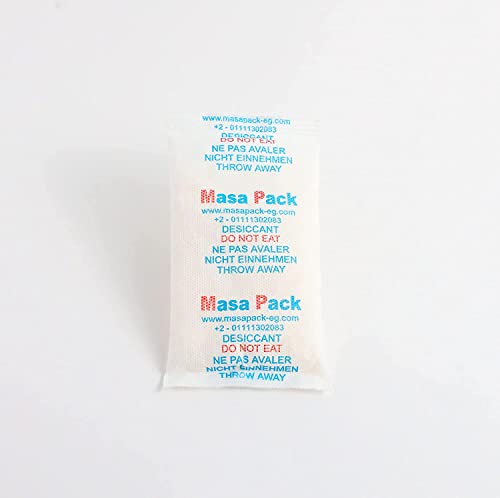 www.masapack-eg.com
+2 - 01111302083
DESICCANT
DO NOT EAT
NE PAS AVALER
NICHT EINNEHMEN
THROW AWAY
Masa Pack
www.masapack-eg.com
+2 - 01111302083
DESICCANT
DO NOT EAT
NE PAS AVALER
NICHT EINNEHMEN
THROW AWAY
Masa Pack
www.masapack-eg.com
+2 - 01111302083
DESICCANT
DO NOT EAT
NE PAS AVALER
NICHT EINNEHMEN
THROW AWAY